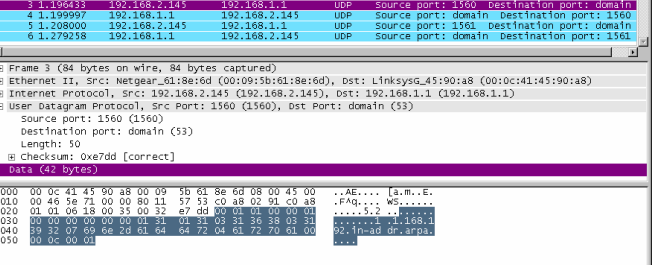 3 1.196433 192.168.2.145 192.168.1.1 UDP Source port: 1560 Destination port: domain
4 1.199997 192.168.1.1 192.168.2.145 UDP Source port: domain Destination port: 1560
5 1.208000 192.168.2.145 192.168.1.1 UDP Source port: 1561 Destination port: domain
6 1.279258 192.168.1.1 192.168.2.145 UDP Source port: domain Destination port: 1561
Frame 3 (84 bytes on wire, 84 bytes captured)
Ethernet II, Src: Netgear_61:8e:6d (00:09:5b:61:8e:6d), Dst: LinksysG_45:90:a8 (00:0c:41:45:90:a8)
Internet Protocol, Src: 192.168.2.145 (192.168.2.145), Dst: 192.168.1.1 (192.168.1.1)
User Datagram Protocol, Src Port: 1560 (1560), Dst Port: domain (53)
Source port: 1560 (1560)
Destination port: domain (53)
Length: 50
Checksum: 0xe7dd [correct]
Data (42 bytes)
000 00 0c 41 45 90 a8 00 09 5b 61 8e 6d 08 00 45 00 ..AE.... [a.m..E.
010 00 46 5e 71 00 00 80 11 57 53 c0 a8 02 91 c0 a8 .F^q.... WS......
020 01 01 06 18 00 35 00 32 e7 dd 00 01 01 00 00 01 .....5.2 ........
030 00 00 00 00 00 00 01 31 01 31 03 31 36 38 03 31 .......1 .1.168.1
040 39 32 07 69 6e 2d 61 64 64 72 04 61 72 70 61 00 92.in-ad dr.arpa.
050 00 0c 00 01 ....